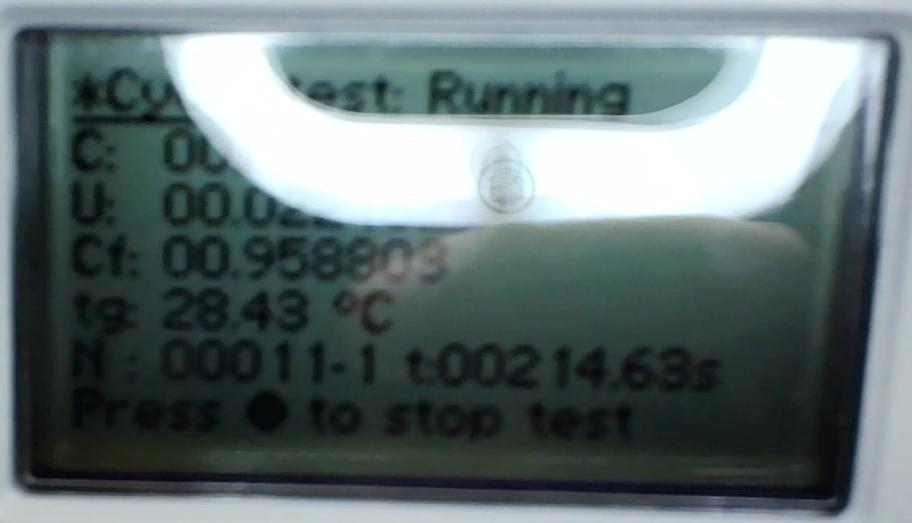 test: Running
C:
U:
Cf: 00.958803
tg: 28.43 °C
N : 00011-1 t:00214.63s
Press ● to stop test